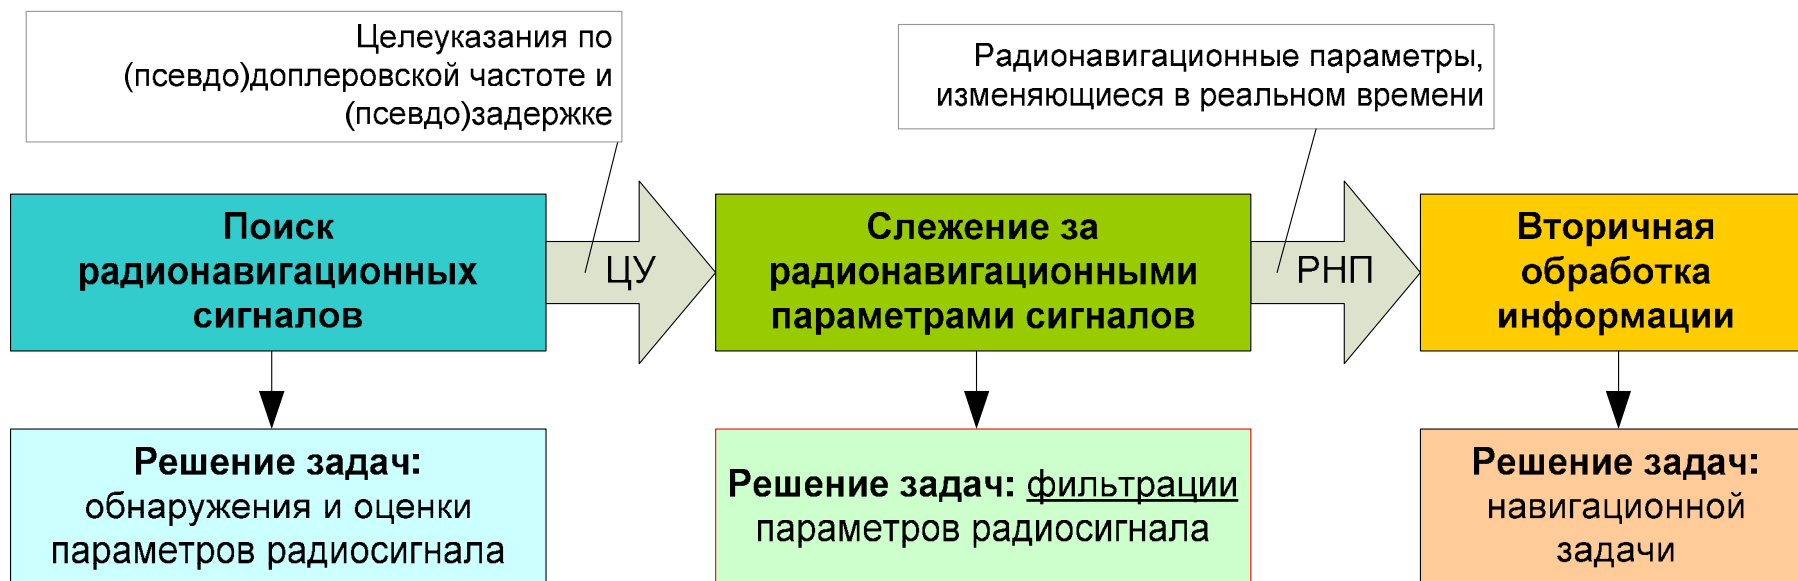 Целеуказания по
(псевдо)доплеровской частоте и
(псевдо)задержке
Радионавигационные параметры,
изменяющиеся в реальном времени
Поиск
радионавигационных
сигналов
ЦУ
Слежение за
радионавигационными
параметрами сигналов
РНП
Вторичная
обработка
информации
Решение задач:
обнаружения и оценки
параметров радиосигнала
Решение задач: фильтрации
параметров радиосигнала
Решение задач:
навигационной
задачи